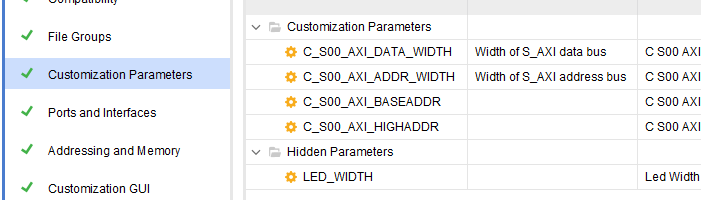 Compatibility
File Groups
Customization Parameters
Ports and Interfaces
Addressing and Memory
Customization GUI
Customization Parameters
C_S00_AXI_DATA_WIDTH Width of S_AXI data bus C S00 AXI
C_S00_AXI_ADDR_WIDTH Width of S_AXI address bus C S00 AXI
C_S00_AXI_BASEADDR C S00 AXI
C_S00_AXI_HIGHADDR C S00 AXI
Hidden Parameters
LED_WIDTH Led Width